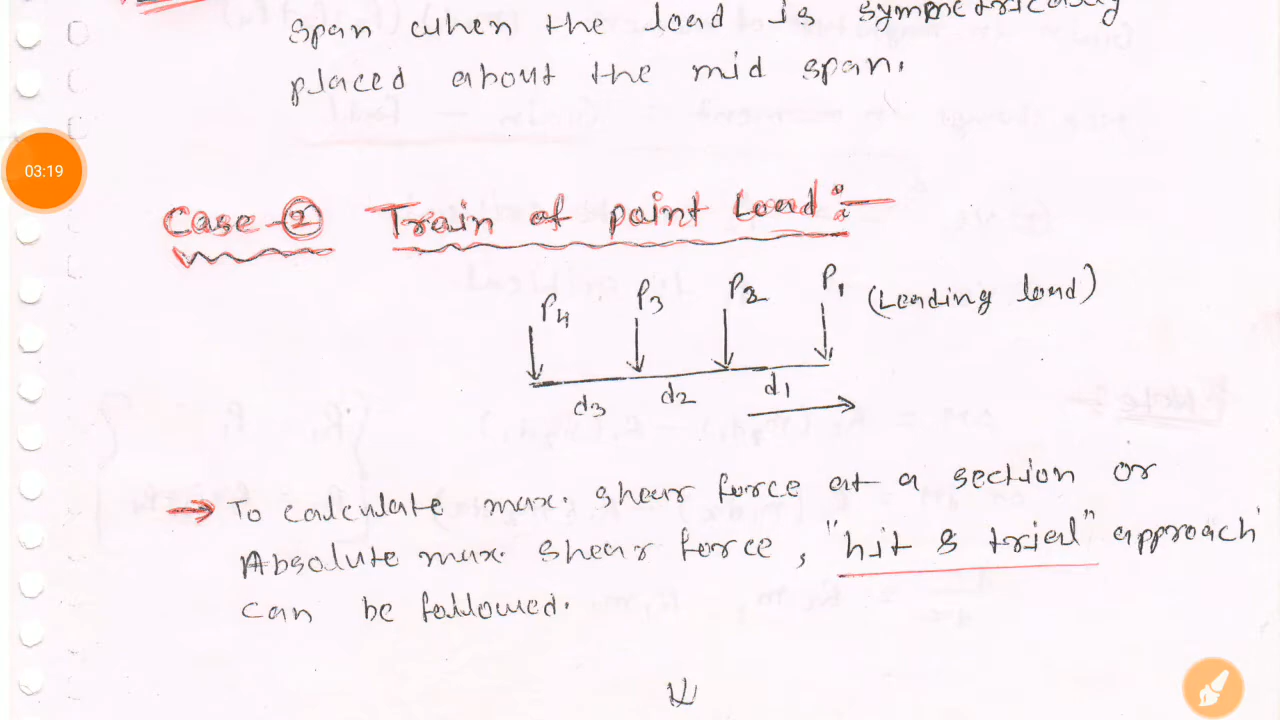 span when the load is symmetrically
placed about the mid span.
03:19
Case-② Train of point Load :-
P4 P3 P2 P1 (Leading load)
d3 d2 d1
→ To calculate max. shear force at a section or
Absolute max. shear force, "hit & trial" approach
can be followed.